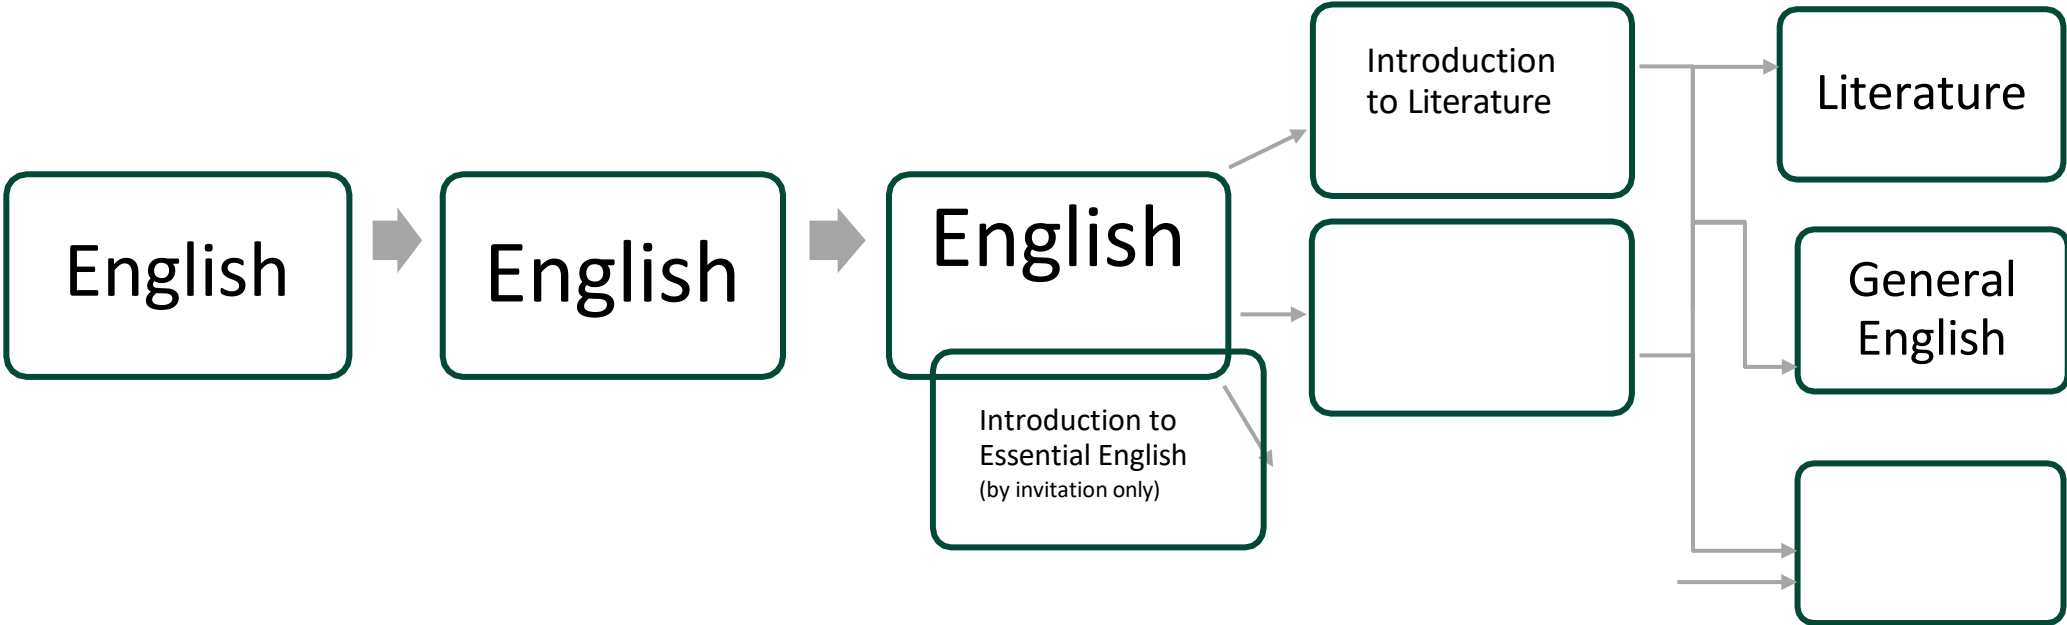 English
English
English
Introduction to
Essential English
(by invitation only)
Introduction
to Literature
Literature
General
English